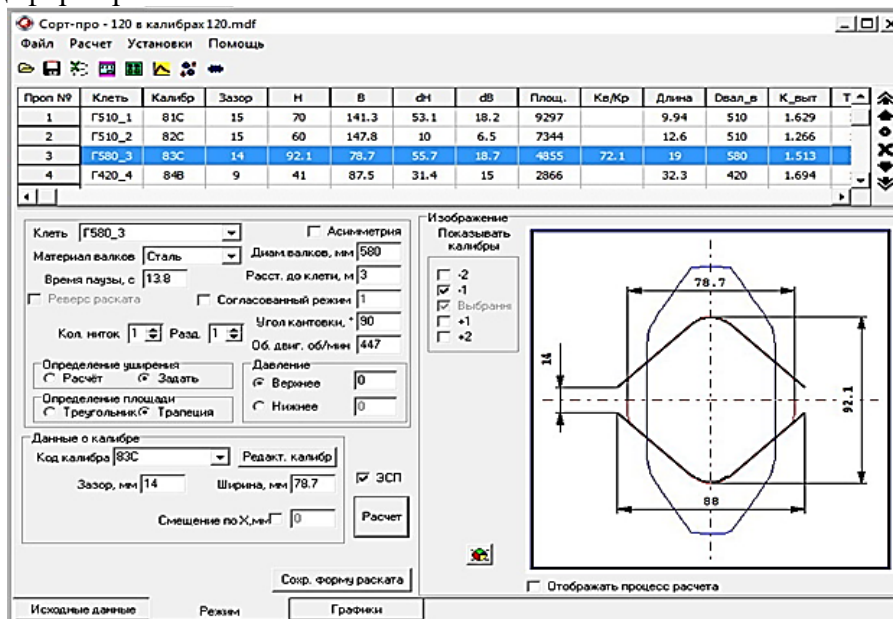 Сорт-про - 120 в калибрах120.mdf
Файл Расчет Установки Помощь
Проп № Клеть Калибр Зазор H B dH dB Площ. Кв/Кр Длина Dвал_в К_выт T
1 Г510_1 81С 15 70 141.3 53.1 18.2 9297 9.94 510 1.629
2 Г510_2 82С 15 60 147.8 10 6.5 7344 12.6 510 1.266
3 Г580_3 83С 14 92.1 78.7 55.7 18.7 4855 72.1 19 580 1.513
4 Г420_4 84В 9 41 87.5 31.4 15 2866 32.3 420 1.694
Клеть Г580_3 Асимметрия
Материал валков Сталь Диам.валков, мм 580
Время паузы, с 13.8 Расст. до клети, м 3
Реверс раската Согласованный режим 1
Кол. ниток 1 Разд. 1 Угол кантовки, ° 90
Об. двиг. об/мин 447
Определение уширения
Расчёт Задать
Определение площади
Треугольник Трапеция
Давление
Верхнее 0
Нижнее 0
Данные о калибре
Код калибра 83С Редакт. калибр
Зазор, мм 14 Ширина, мм 78.7 ЭСП
Смещение по X,мм 0 Расчет
Сохр. форму раската
Изображение
Показывать
калибры
-2
-1
Выбранн
+1
+2
78.7
14
92.1
88
Отображать процесс расчета
Исходные данные Режим Графики